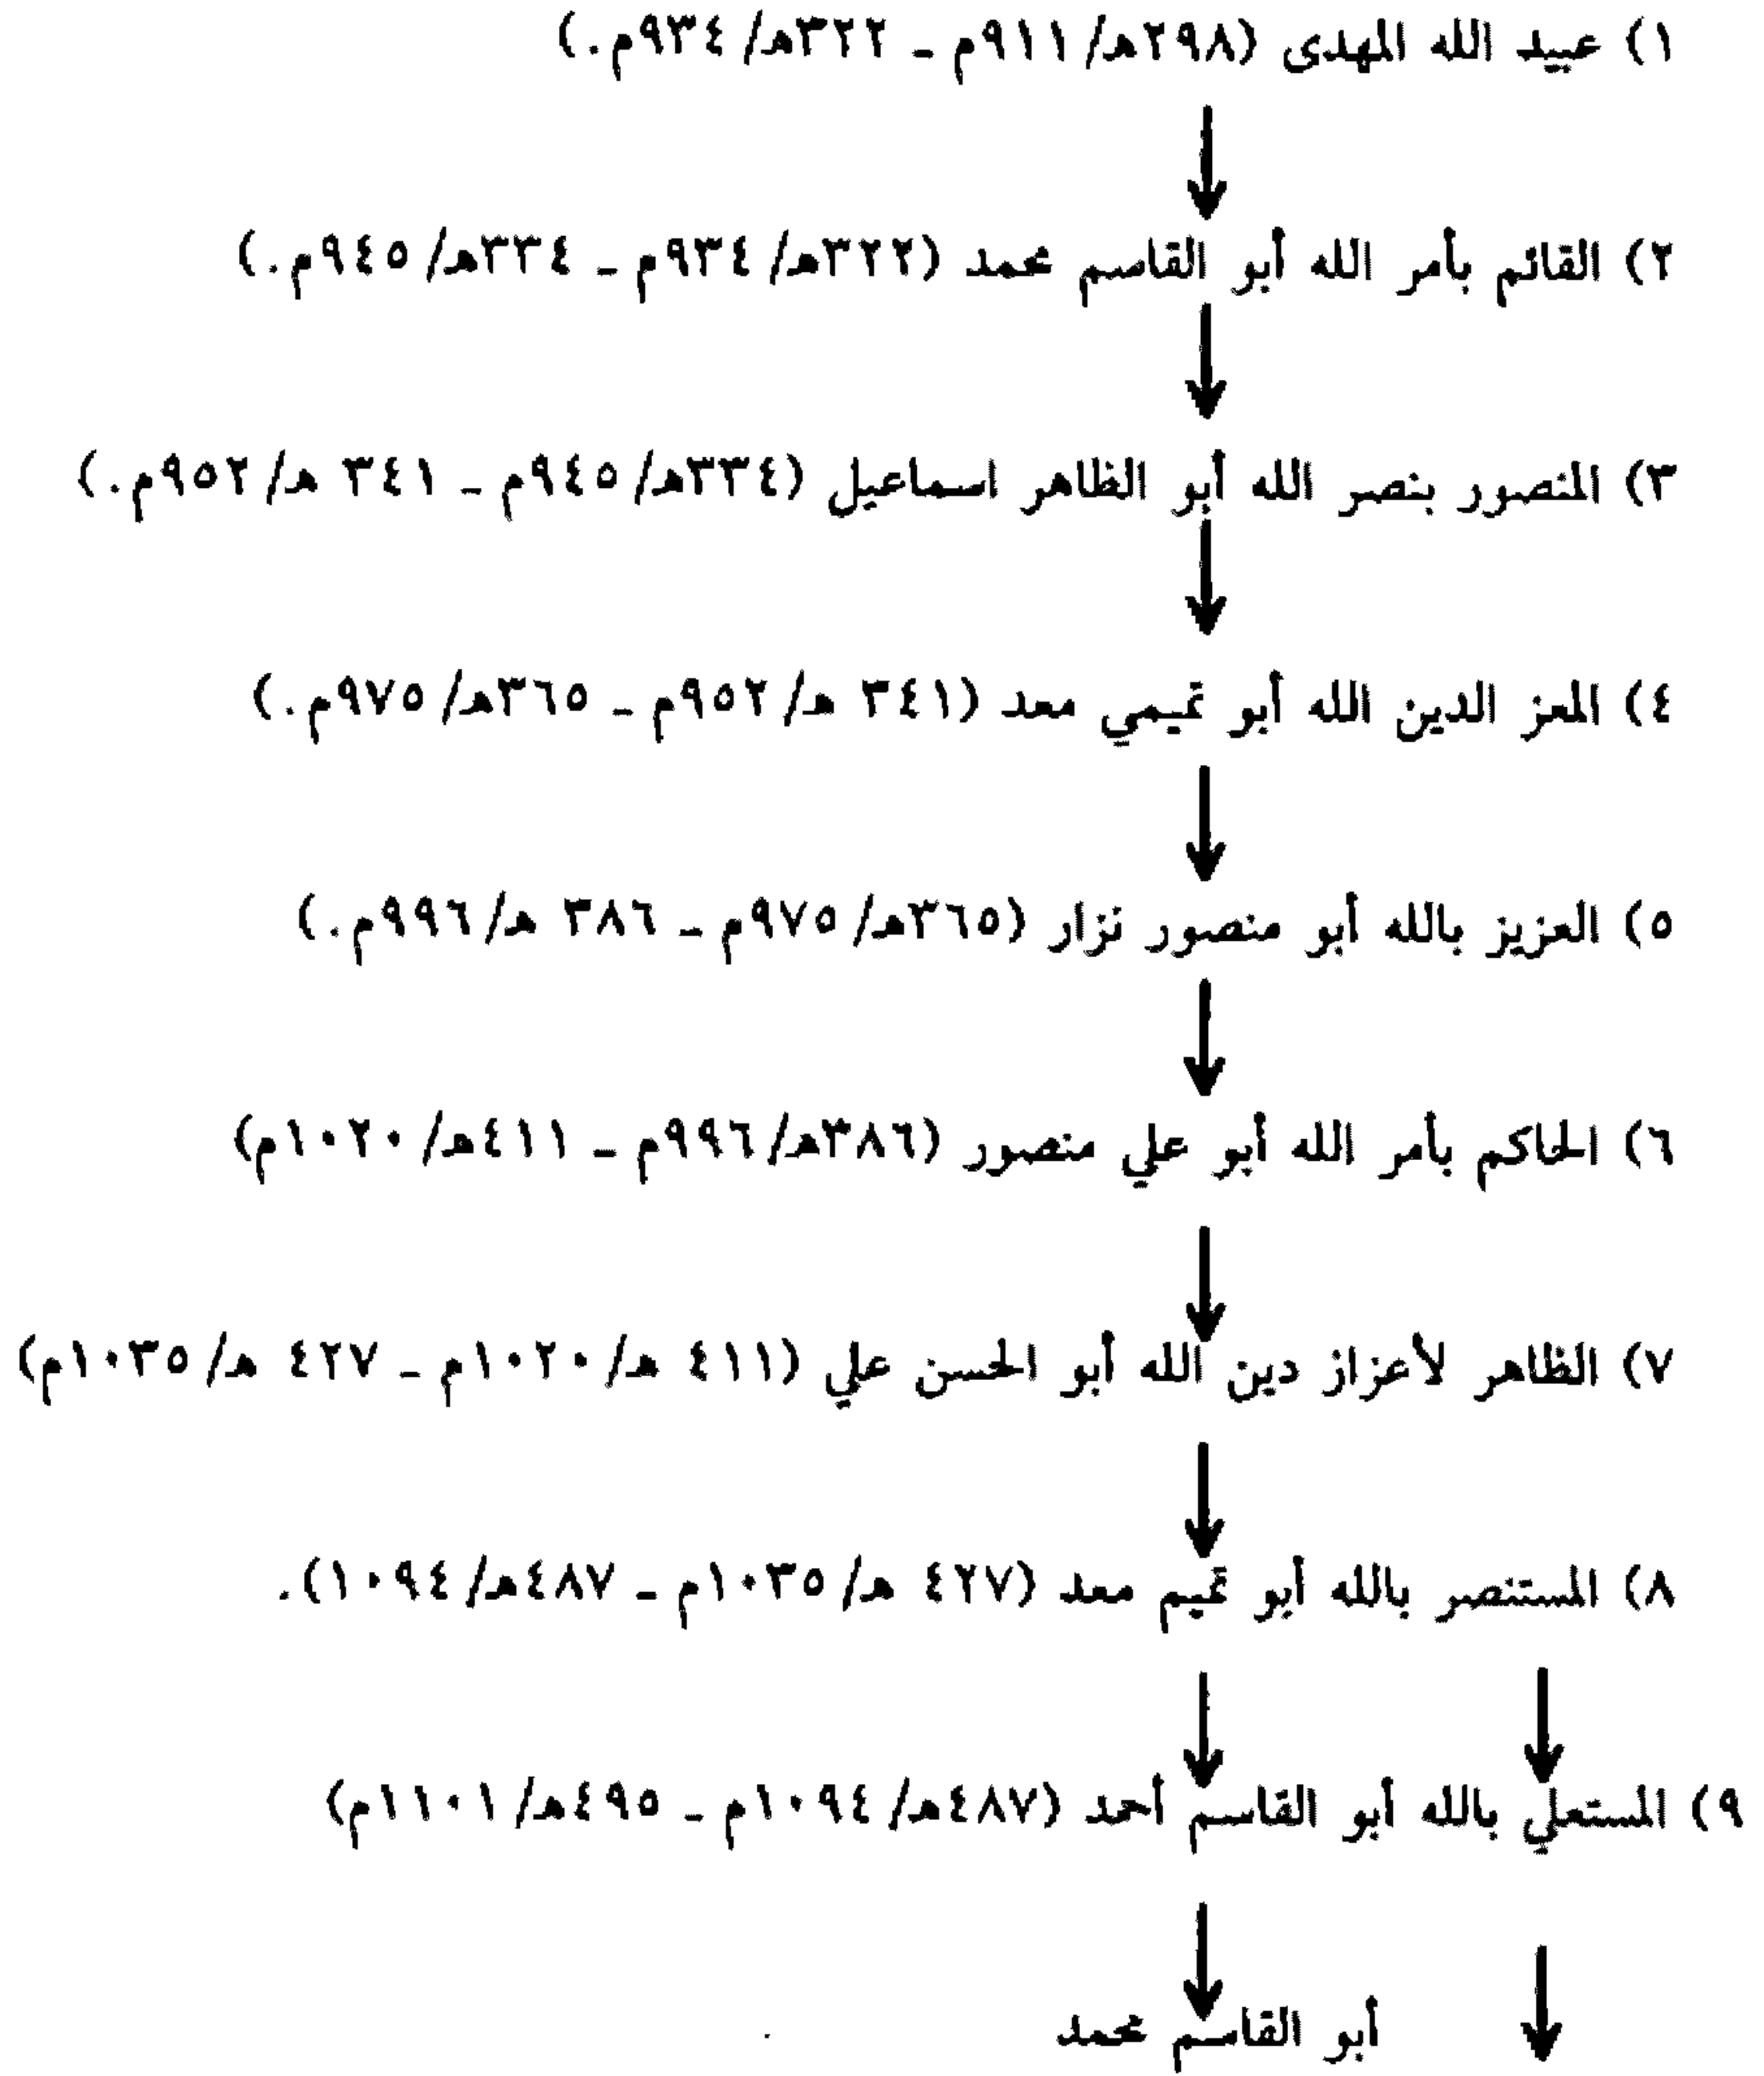 ١) عبيد الله المهدى (٢٩٨هـ/٩١١م - ٣٢٢هـ/٩٣٤م.)
٢) القائم بأمر الله أبو القاسم محمد (٣٢٢هـ/٩٣٤م - ٣٣٤هـ/٩٤٥م.)
٣) المنصور بنصر الله أبو الظاهر اسماعيل (٣٣٤هـ/٩٤٥م - ٣٤١ هـ/٩٥٢م.)
٤) المعز الدين الله أبو تميمي معد (٣٤١ هـ/٩٥٢م - ٣٦٥هـ/٩٧٥م.)
٥) العزيز بالله أبو منصور نزار (٣٦٥هـ/٩٧٥م - ٣٨٦ هـ/٩٩٦م.)
٦) الحاكم بأمر الله أبو علي منصور (٣٨٦هـ/٩٩٦م - ٤١١هـ/١٠٢٠م)
٧) الظاهر لأعزاز دين الله أبو الحسن علي (٤١١ هـ/١٠٢٠م - ٤٢٧ هـ/١٠٣٥م)
٨) المستنصر بالله أبو تميم معد (٤٢٧ هـ/١٠٣٥م - ٤٨٧هـ/١٠٩٤).
٩) المستعلي بالله أبو القاسم أحمد (٤٨٧هـ/١٠٩٤م - ٤٩٥هـ/١١٠١م)
أبو القاسم محمد